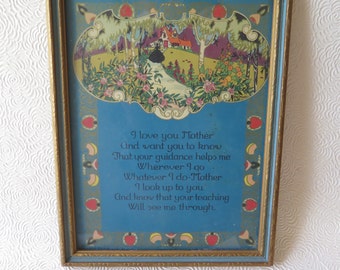 I love you Mother
And want you to know
That your guidance helps me
Wherever I go
Whatever I do-Mother
I look up to you
And know that your teaching
Will see me through.